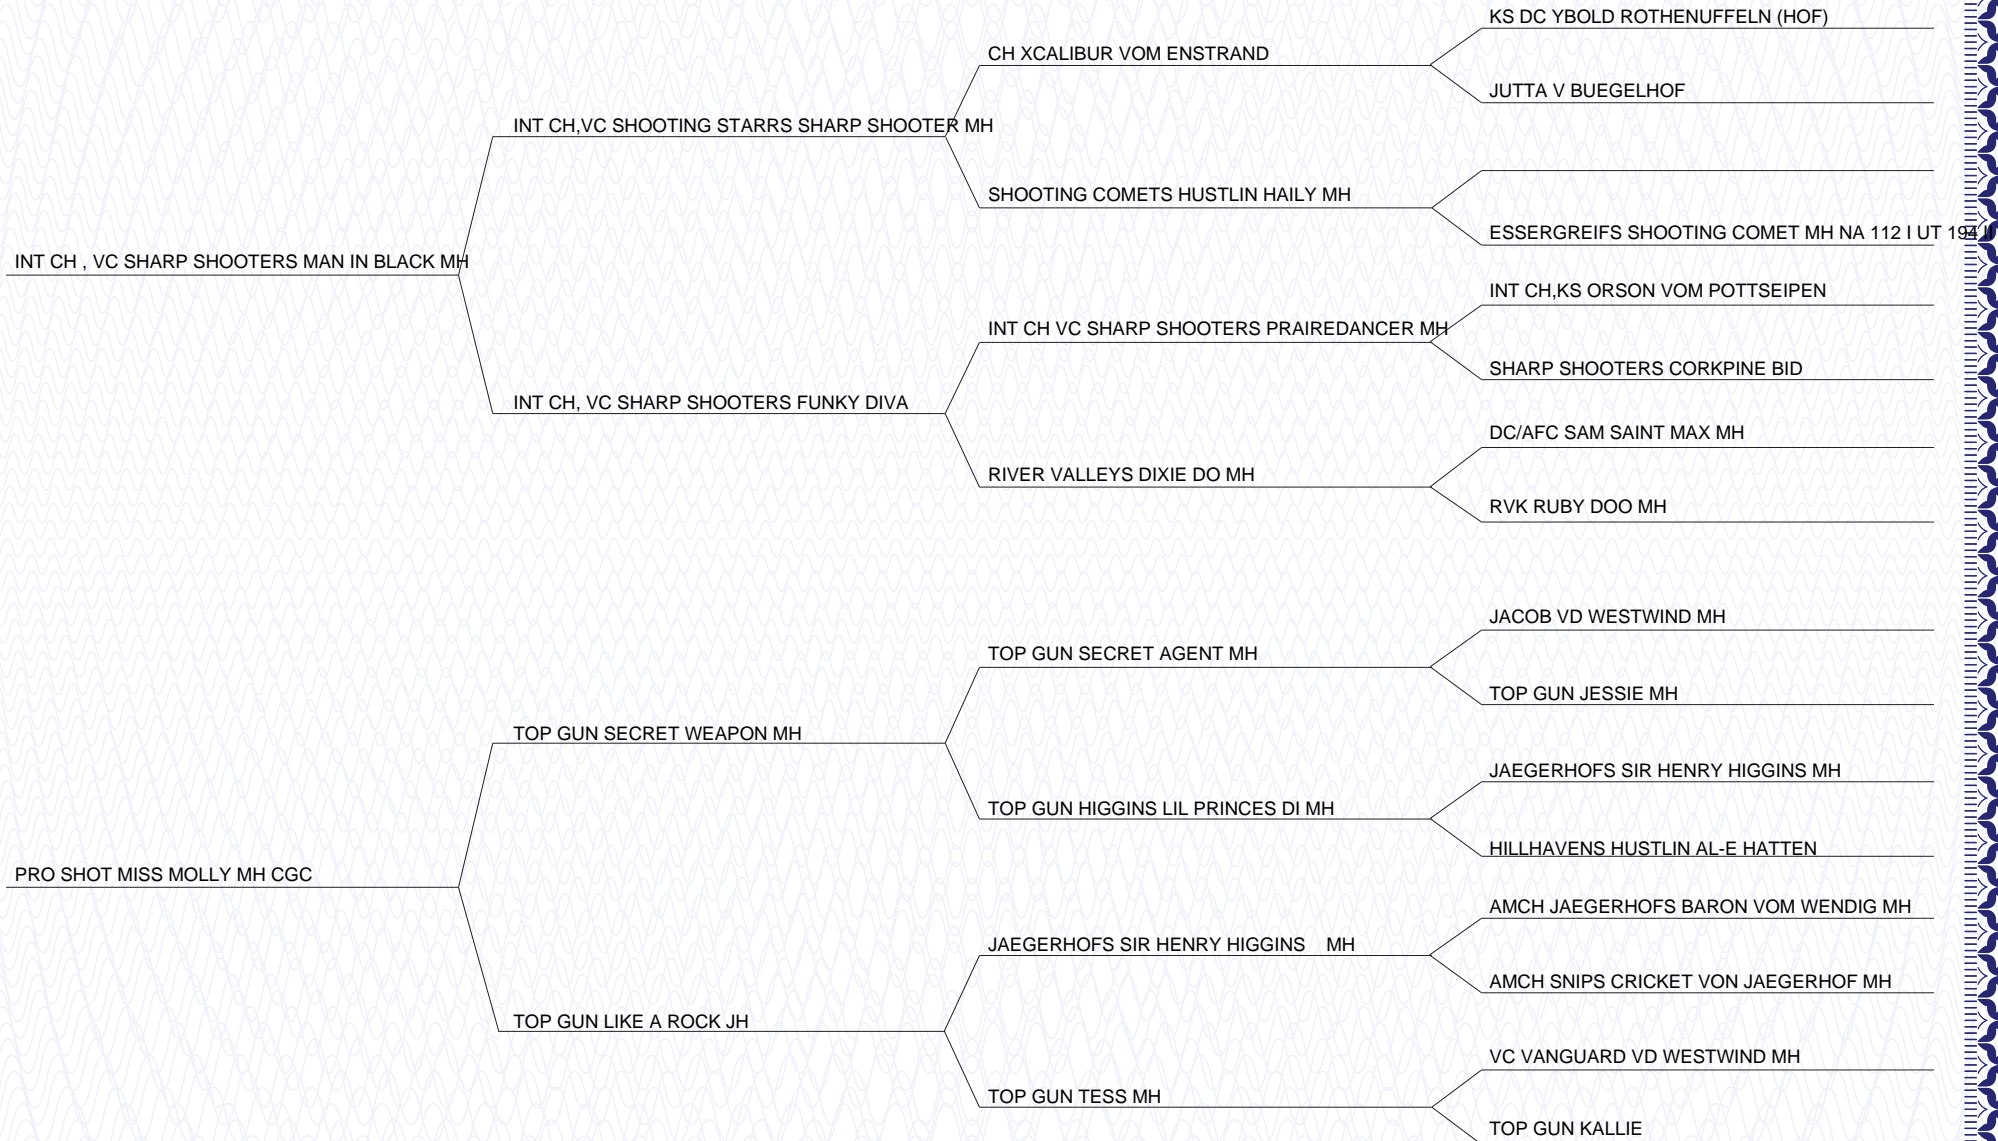 KS DC YBOLD ROTHENUFFELN (HOF)
CH XCALIBUR VOM ENSTRAND
JUTTA V BUEGELHOF
INT CH,VC SHOOTING STARRS SHARP SHOOTER MH
SHOOTING COMETS HUSTLIN HAILY MH
ESSERGREIFS SHOOTING COMET MH NA 112 I UT 194 II
INT CH , VC SHARP SHOOTERS MAN IN BLACK MH
INT CH,KS ORSON VOM POTTSEIPEN
INT CH VC SHARP SHOOTERS PRAIREDANCER MH
SHARP SHOOTERS CORKPINE BID
INT CH, VC SHARP SHOOTERS FUNKY DIVA
DC/AFC SAM SAINT MAX MH
RIVER VALLEYS DIXIE DO MH
RVK RUBY DOO MH
JACOB VD WESTWIND MH
TOP GUN SECRET AGENT MH
TOP GUN JESSIE MH
TOP GUN SECRET WEAPON MH
JAEGERHOFS SIR HENRY HIGGINS MH
TOP GUN HIGGINS LIL PRINCES DI MH
HILLHAVENS HUSTLIN AL-E HATTEN
PRO SHOT MISS MOLLY MH CGC
AMCH JAEGERHOFS BARON VOM WENDIG MH
JAEGERHOFS SIR HENRY HIGGINS MH
AMCH SNIPS CRICKET VON JAEGERHOF MH
TOP GUN LIKE A ROCK JH
VC VANGUARD VD WESTWIND MH
TOP GUN TESS MH
TOP GUN KALLIE